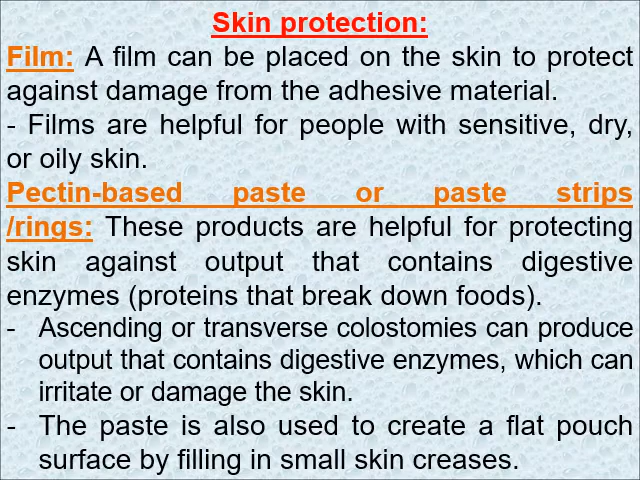 Skin protection:
Film: A film can be placed on the skin to protect
against damage from the adhesive material.
- Films are helpful for people with sensitive, dry,
or oily skin.
Pectin-based paste or paste strips
/rings: These products are helpful for protecting
skin against output that contains digestive
enzymes (proteins that break down foods).
- Ascending or transverse colostomies can produce
output that contains digestive enzymes, which can
irritate or damage the skin.
- The paste is also used to create a flat pouch
surface by filling in small skin creases.